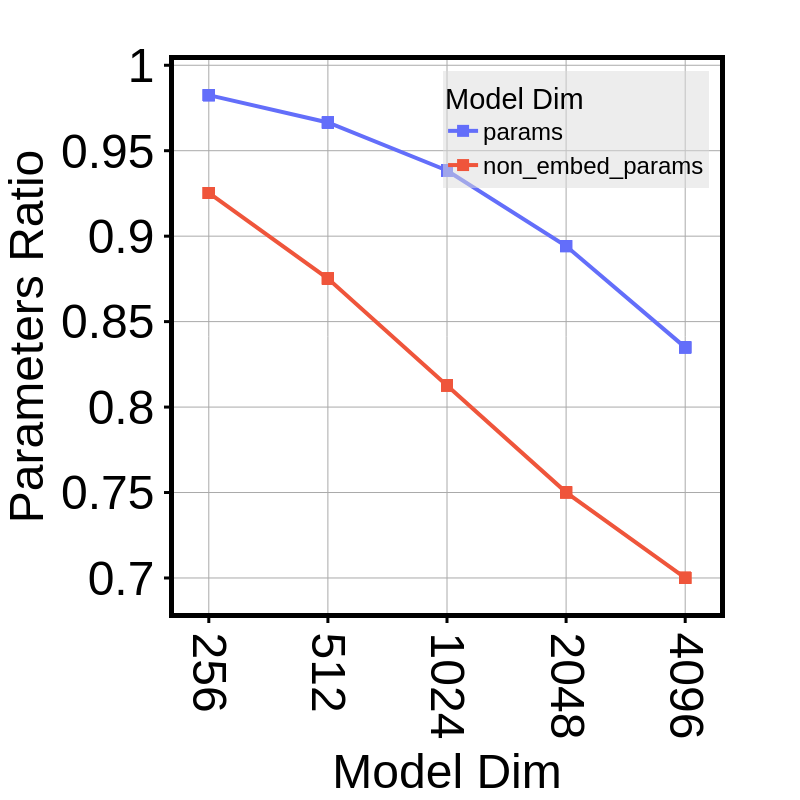 Parameters Ratio
1
0.95
0.9
0.85
0.8
0.75
0.7
Model Dim
params
non_embed_params
256
512
1024
2048
4096
Model Dim